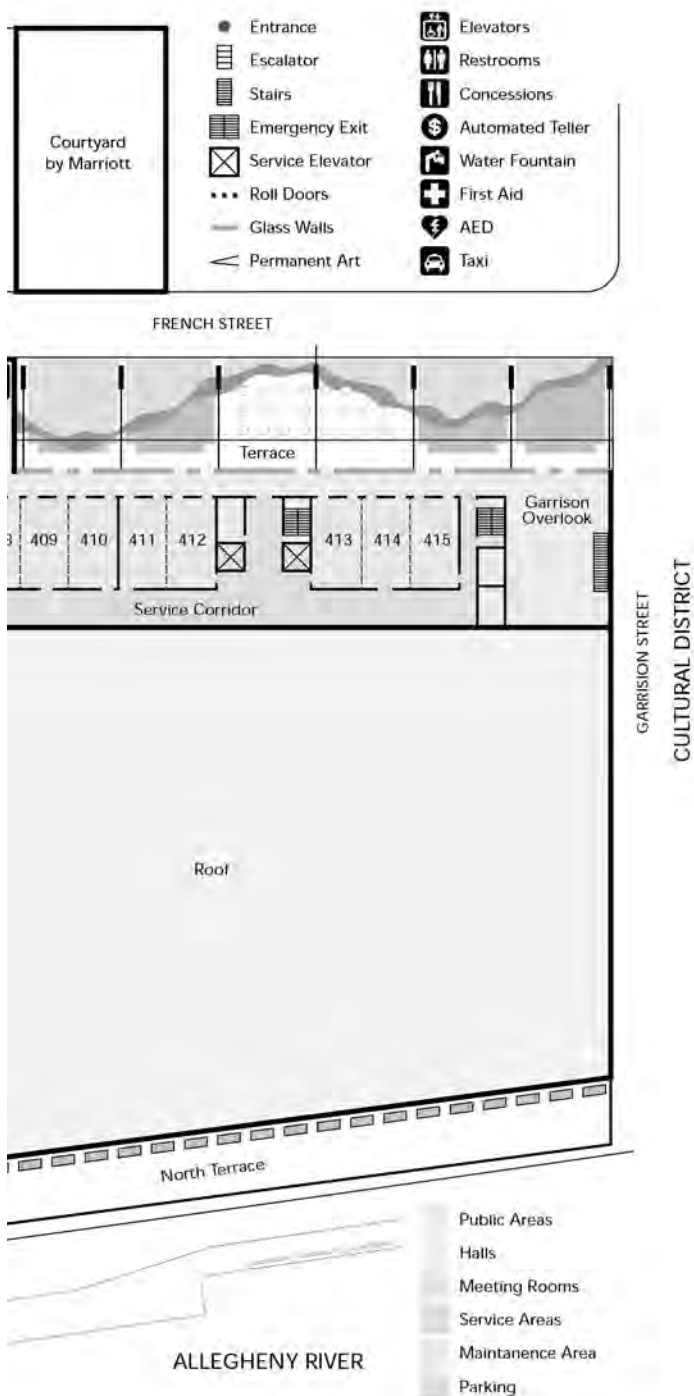 Courtyard
by Marriott
Entrance
Escalator
Stairs
Emergency Exit
Service Elevator
Roll Doors
Glass Walls
Permanent Art
Elevators
Restrooms
Concessions
$
Automated Teller
Water Fountain
First Aid
AED
Taxi
FRENCH STREET
Terrace
Garrison
Overlook
409 410 411 412 413 414 415
Service Corridor
GARRISION STREET
CULTURAL DISTRICT
Roof
North Terrace
Public Areas
Halls
Meeting Rooms
Service Areas
Maintanence Area
Parking
ALLEGHENY RIVER